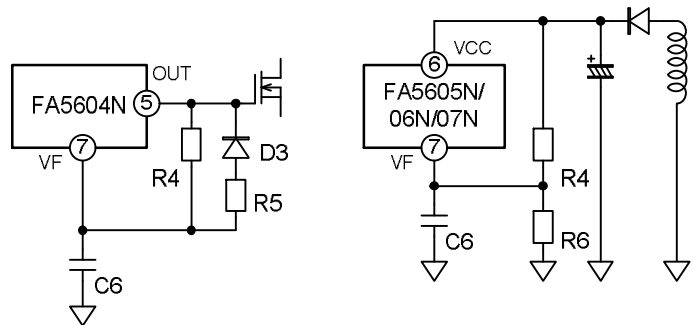 OUT
FA5604N
5
7
VF
R4
D3
R5
C6
6
VCC
FA5605N/
06N/07N
7
VF
R4
C6
R6
+